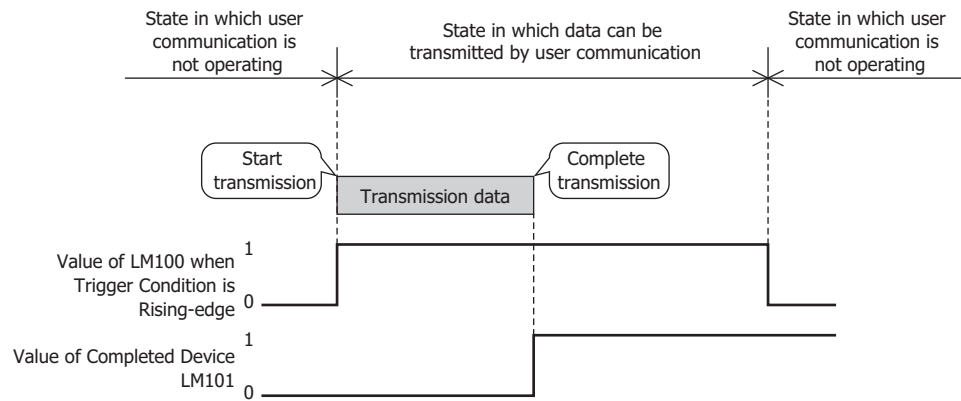 State in which user
communication is
not operating
State in which data can be
transmitted by user communication
State in which user
communication is
not operating
Start
transmission
Complete
transmission
Transmission data
Value of LM100 when
Trigger Condition is
Rising-edge
1
0
Value of Completed Device
LM101
1
0